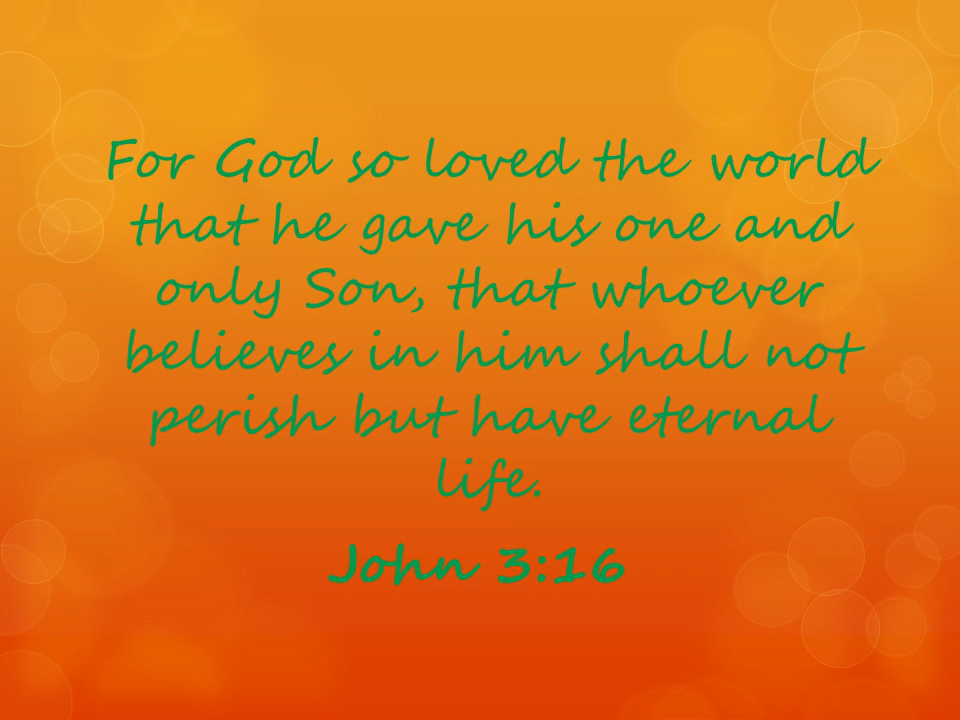 For God so loved the world
that he gave his one and
only Son, that whoever
believes in him shall not
perish but have eternal
life.
John 3:16